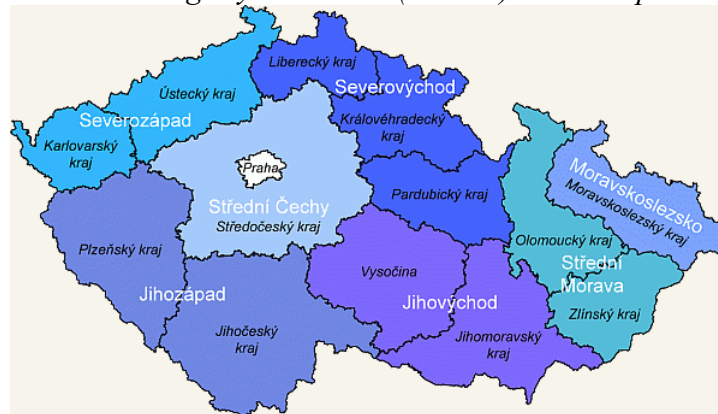 Liberecký kraj
Ústecký kraj
Severovýchod
Severozápad
Královéhradecký
kraj
Karlovarský
kraj
Praha
Moravskoslezsko
Moravskoslezský kraj
Pardubický kraj
Střední Čechy
Středočeský kraj
Olomoucký kraj
Plzeňský kraj
Střední
Morava
Vysočina
Jihozápad
Jihovýchod
Zlínský kraj
Jihočeský
kraj
Jihomoravský
kraj